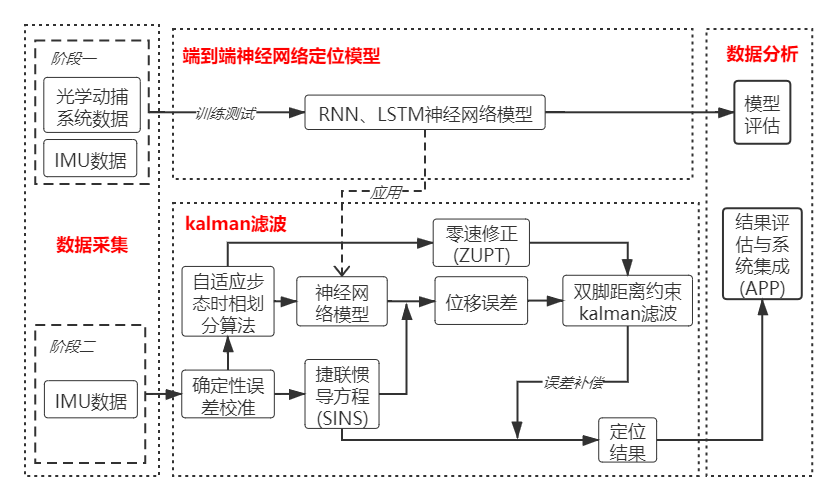 阶段一
光学动捕
系统数据
IMU数据
数据采集
阶段二
IMU数据
端到端神经网络定位模型
训练测试
RNN、LSTM神经网络模型
应用
kalman滤波
零速修正
(ZUPT)
自适应步
态时相划
分算法
神经网
络模型
位移误差
双脚距离约束
kalman滤波
确定性误
差校准
捷联惯
导方程
(SINS)
误差补偿
定位
结果
数据分析
模型
评估
结果评
估与系
统集成
(APP)